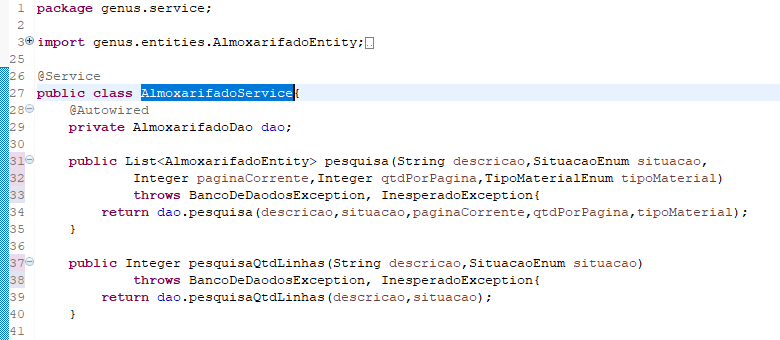 1 package genus.service;
2
3 import genus.entities.AlmoxarifadoEntity;
25
26 @Service
27 public class AlmoxarifadoService{
28 @Autowired
29 private AlmoxarifadoDao dao;
30
31 public List<AlmoxarifadoEntity> pesquisa(String descricao,SituacaoEnum situacao,
32 Integer paginaCorrente,Integer qtdPorPagina,TipoMaterialEnum tipoMaterial)
33 throws BancoDeDaodosException, InesperadoException{
34 return dao.pesquisa(descricao,situacao,paginaCorrente,qtdPorPagina,tipoMaterial);
35 }
36
37 public Integer pesquisaQtdLinhas(String descricao,SituacaoEnum situacao)
38 throws BancoDeDaodosException, InesperadoException{
39 return dao.pesquisaQtdLinhas(descricao,situacao);
40 }
41